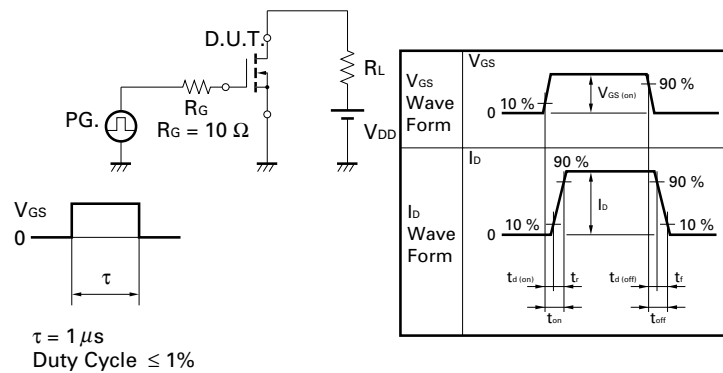 D.U.T.
RL
RG
PG.
RG = 10 Ω
VDD
VGS
0
τ
τ = 1 µs
Duty Cycle ≤ 1%
VGS
Wave
Form
VGS
10 %
VGS (on)
90 %
0
ID
Wave
Form
ID
90 %
90 %
10 %
ID
10 %
0
td (on)
tr
td (off)
tf
ton
toff